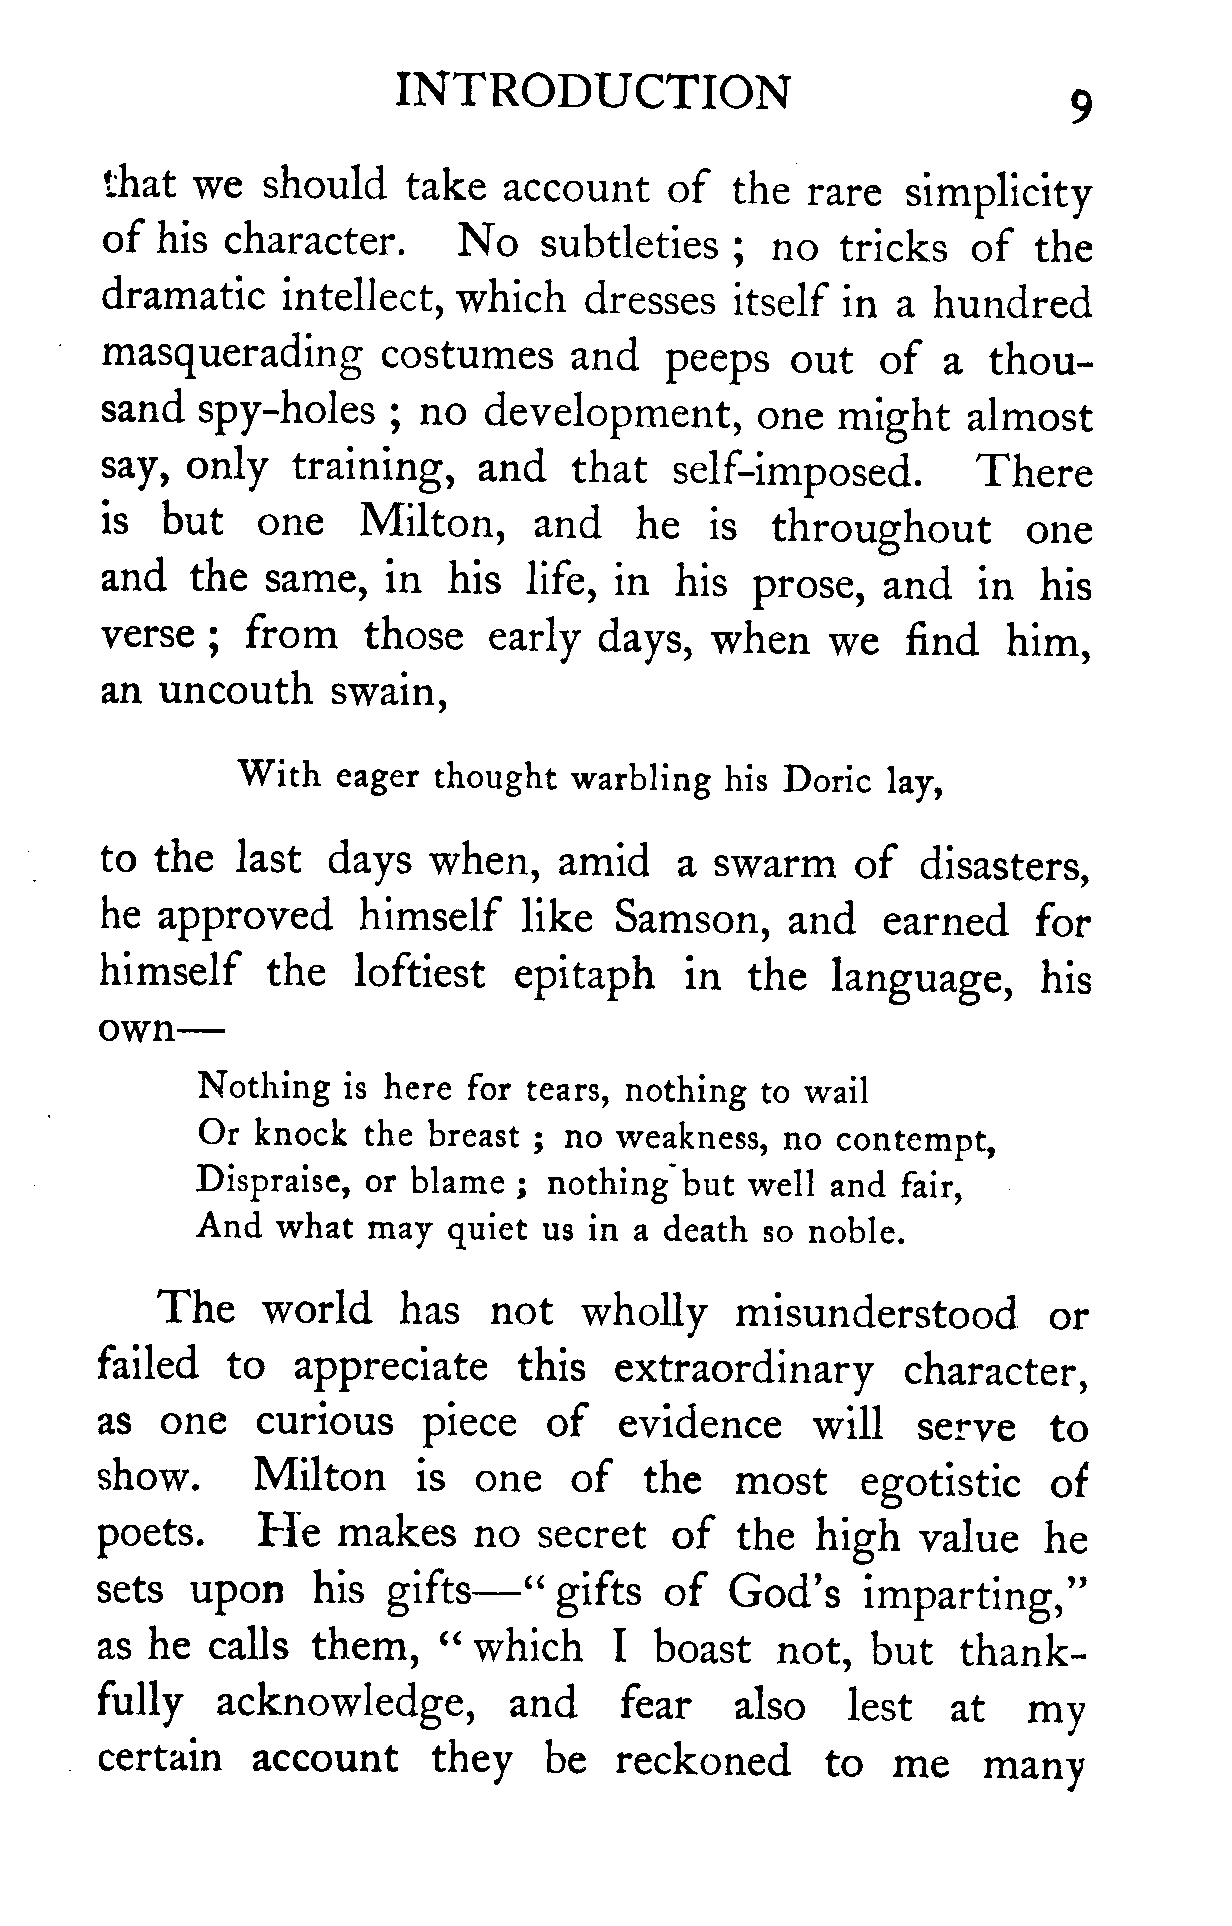 INTRODUCTION 9
that we should take account of the rare simplicity
of his character. No subtleties ; no tricks of the
dramatic intellect, which dresses itself in a hundred
masquerading costumes and peeps out of a thou-
sand spy-holes ; no development, one might almost
say, only training, and that self-imposed. There
is but one Milton, and he is throughout one
and the same, in his life, in his prose, and in his
verse ; from those early days, when we find him,
an uncouth swain,
With eager thought warbling his Doric lay,
to the last days when, amid a swarm of disasters,
he approved himself like Samson, and earned for
himself the loftiest epitaph in the language, his
own—
Nothing is here for tears, nothing to wail
Or knock the breast ; no weakness, no contempt,
Dispraise, or blame ; nothing but well and fair,
And what may quiet us in a death so noble.
The world has not wholly misunderstood or
failed to appreciate this extraordinary character,
as one curious piece of evidence will serve to
show. Milton is one of the most egotistic of
poets. He makes no secret of the high value he
sets upon his gifts—“ gifts of God's imparting,”
as he calls them, “ which I boast not, but thank-
fully acknowledge, and fear also lest at my
certain account they be reckoned to me many